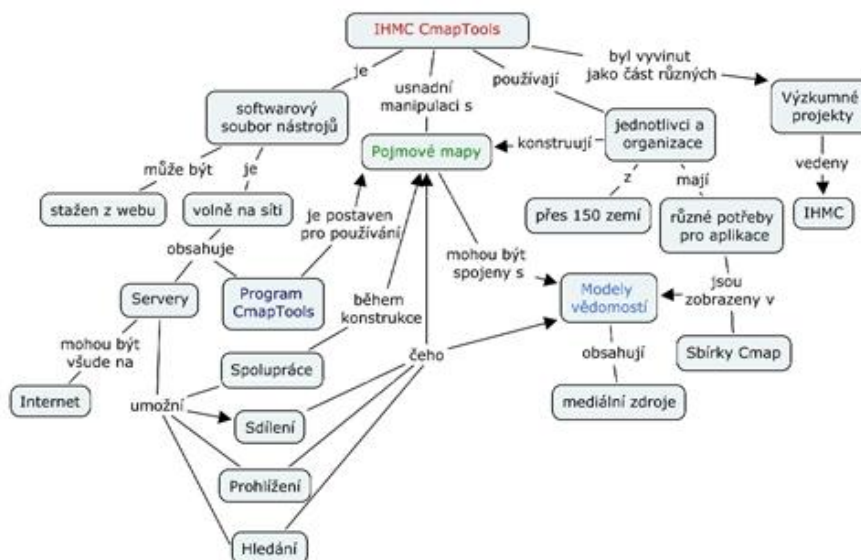 IHMC CmapTools
je
usnadní
manipulaci s
používají
byl vyvinut
jako část různých
softwarový
soubor nástrojů
Výzkumné
projekty
jednotlivci a
organizace
Pojmové mapy
konstruují
může být
je
z
mají
vedeny
stažen z webu
volně na síti
je postaven
pro používání
přes 150 zemí
různé potřeby
pro aplikace
IHMC
obsahuje
mohou být
spojeny s
Servery
Program
CmapTools
během
konstrukce
Modely
vědomostí
jsou
zobrazeny v
mohou být
všude na
Spolupráce
čeho
obsahují
Sbírky Cmap
Internet
umožní
Sdílení
mediální zdroje
Prohlížení
Hledání